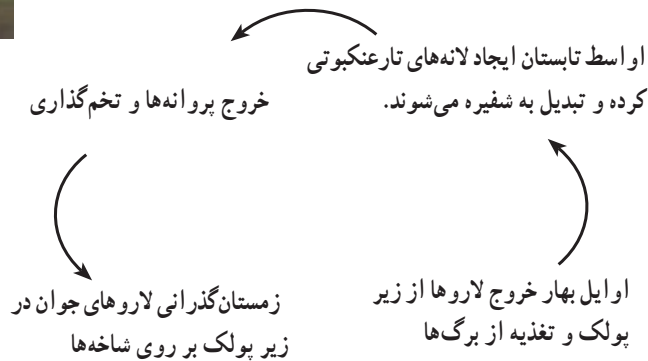 اواسط تابستان ایجاد لانه‌های تارعنکبوتی
کرده و تبدیل به شفیره می‌شوند.
خروج پروانه‌ها و تخم‌گذاری
زمستان‌گذرانی لاروهای جوان در
زیر پولک بر روی شاخه‌ها
اوایل بهار خروج لاروها از زیر
پولک و تغذیه از برگ‌ها